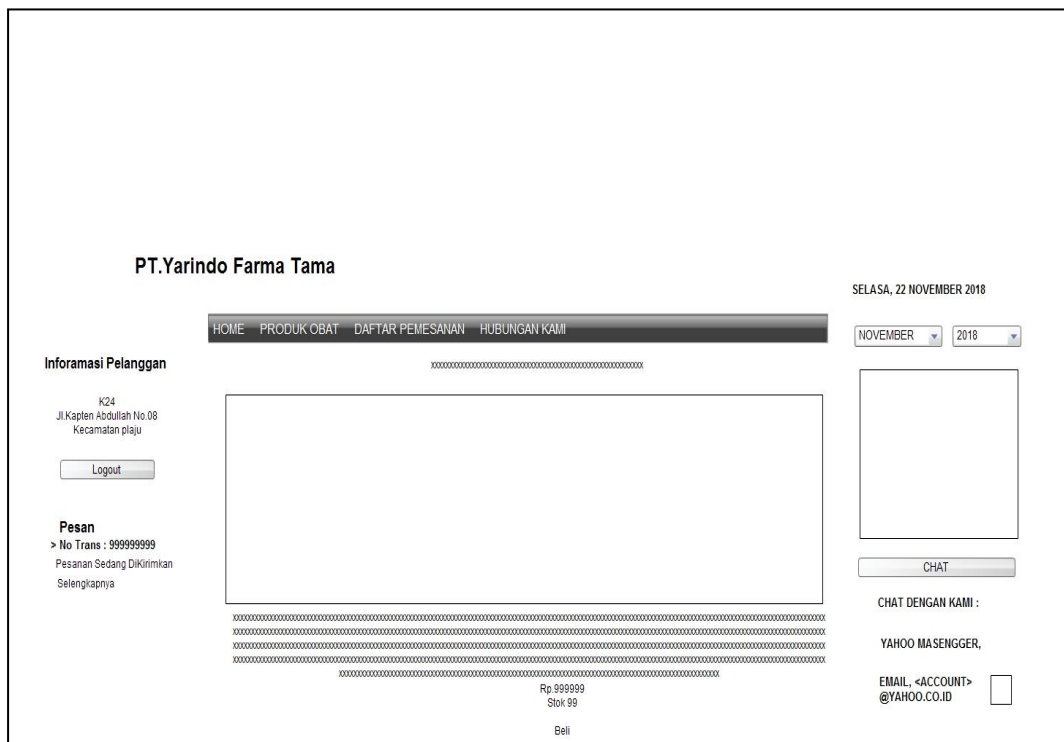 PT.Yarindo Farma Tama
SELASA, 22 NOVEMBER 2018
HOME PRODUK OBAT DAFTAR PEMESANAN HUBUNGAN KAMI
NOVEMBER 2018
Inforamasi Pelanggan
K24
Jl.Kapten Abdullah No.08
Kecamatan plaju
Logout
Pesan
> No Trans : 999999999
Pesanan Sedang DiKirimkan
Selengkapnya
Rp.999999
Stok 99
Beli
CHAT
CHAT DENGAN KAMI :
YAHOO MASENGGER,
EMAIL, <ACCOUNT>
@YAHOO.CO.ID